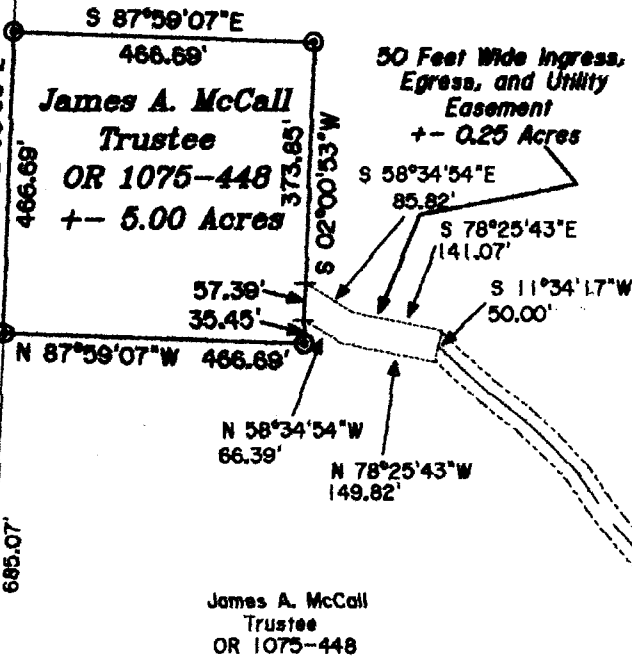 S 87°59'07"E
466.69'
James A. McCall
Trustee
OR 1075-448
+- 5.00 Acres
466.69'
373.85'
S 02°00'53"W
50 Feet Wide Ingress,
Egress, and Utility
Easement
+- 0.25 Acres
S 58°34'54"E
85.82'
S 78°25'43"E
141.07'
S 11°34'17"W
50.00'
57.39'
35.45'
N 87°59'07"W 466.69'
N 58°34'54"W
66.39'
N 78°25'43"W
149.82'
685.07'
James A. McCall
Trustee
OR 1075-448